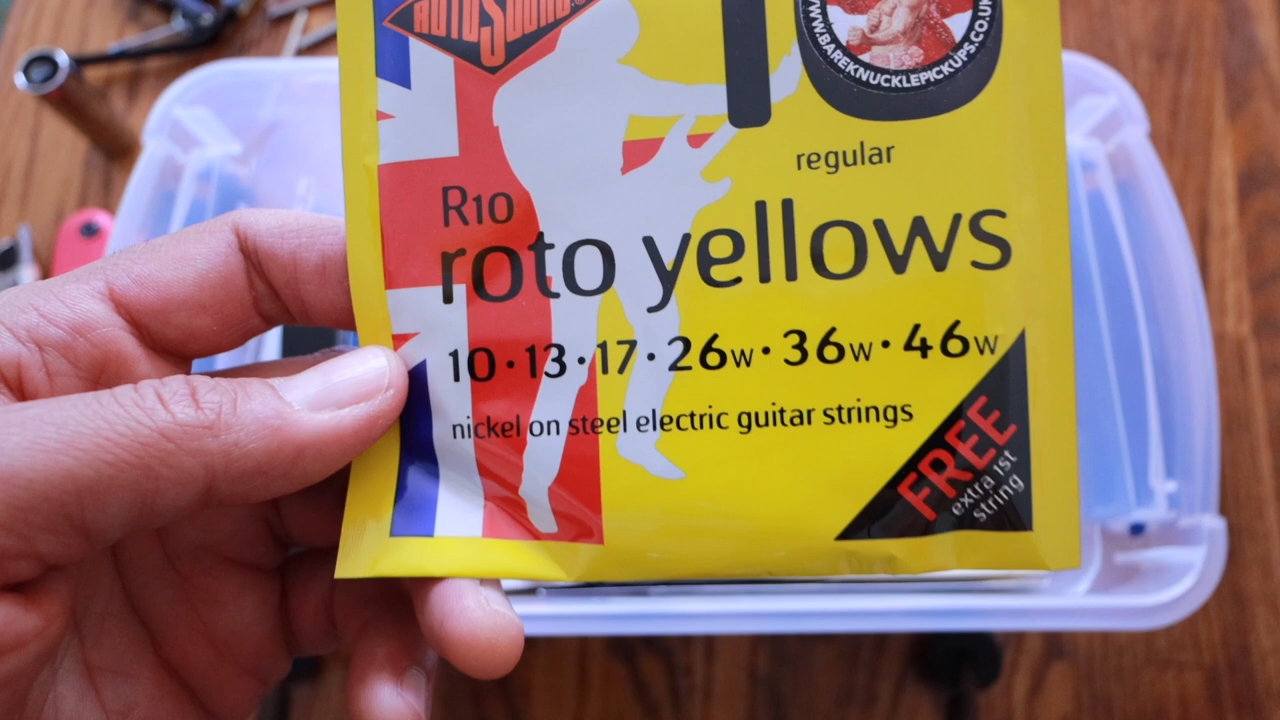 ROTOSOUND
10
WWW.BAREKNUCKLEPICKUPS.CO.UK
regular
R10
roto yellows
10·13·17·26w·36w·46w
nickel on steel electric guitar strings
FREE
extra 1st
string